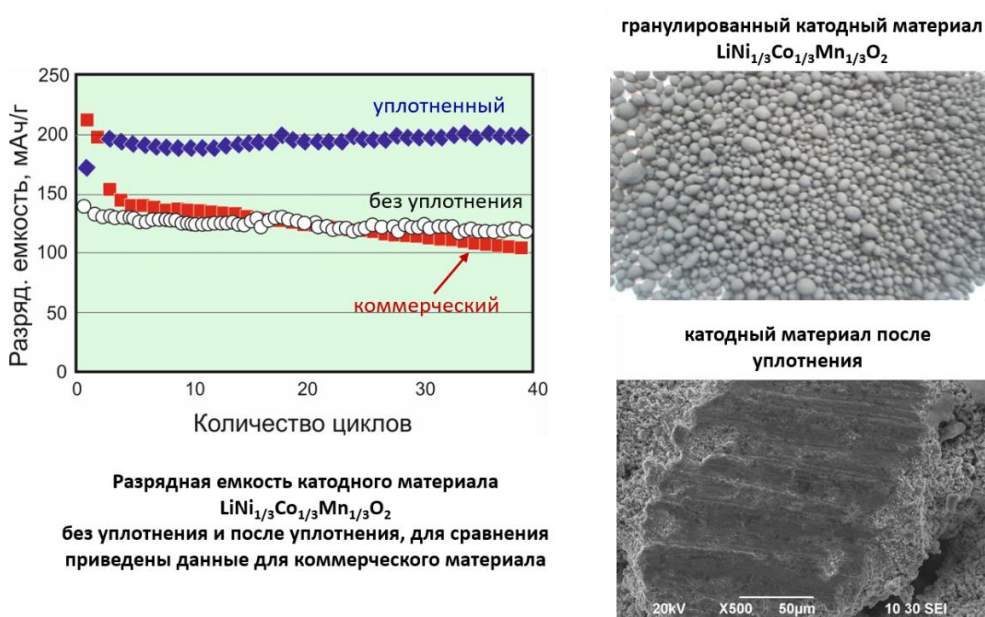 250
200
150
100
50
0
Разряд. емкость, мАч/г
уплотненный
без уплотнения
коммерческий
0 10 20 30 40
Количество циклов
Разрядная емкость катодного материала
LiNi1/3Co1/3Mn1/3O2
без уплотнения и после уплотнения, для сравнения
приведены данные для коммерческого материала
гранулированный катодный материал
LiNi1/3Co1/3Mn1/3O2
катодный материал после
уплотнения
20kV X500 50µm 10 30 SEI